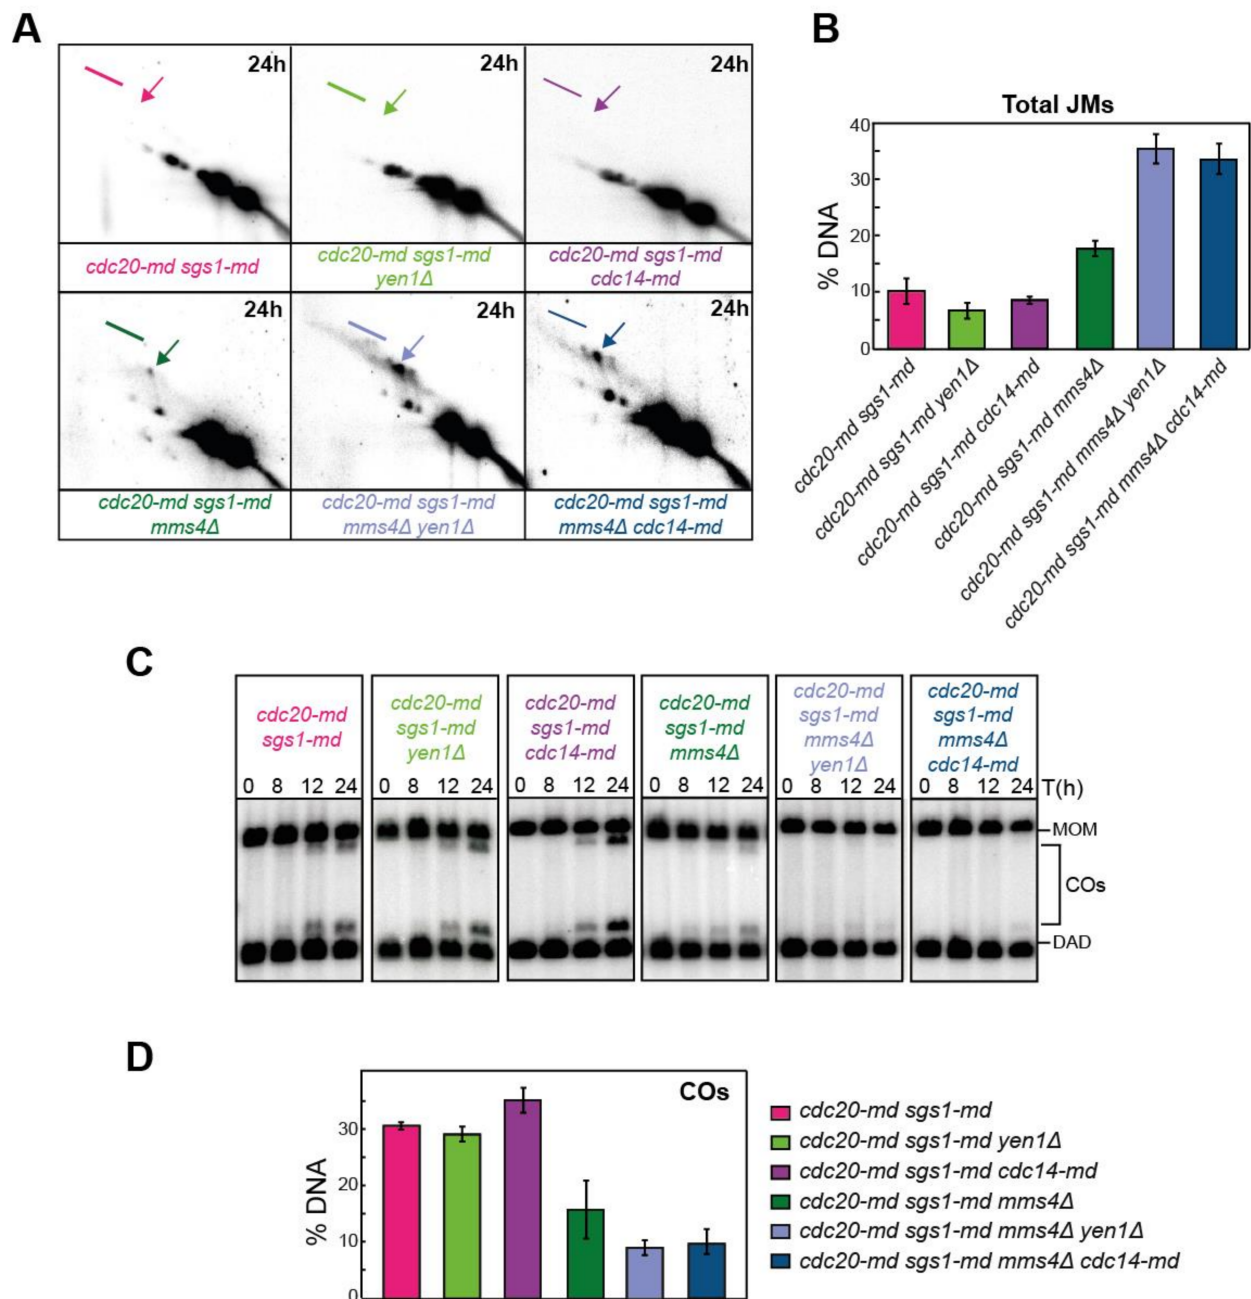 A
24h
24h
24h
cdc20-md sgs1-md
cdc20-md sgs1-md
yen1Δ
cdc20-md sgs1-md
cdc14-md
24h
24h
24h
cdc20-md sgs1-md
mms4Δ
cdc20-md sgs1-md
mms4Δ yen1Δ
cdc20-md sgs1-md
mms4Δ cdc14-md
B
Total JMs
% DNA
40
30
20
10
0
cdc20-md sgs1-md
cdc20-md sgs1-md yen1Δ
cdc20-md sgs1-md cdc14-md
cdc20-md sgs1-md mms4Δ
cdc20-md sgs1-md mms4Δ yen1Δ
cdc20-md sgs1-md mms4Δ cdc14-md
C
cdc20-md
sgs1-md
0 8 12 24
cdc20-md
sgs1-md
yen1Δ
0 8 12 24
cdc20-md
sgs1-md
cdc14-md
0 8 12 24
cdc20-md
sgs1-md
mms4Δ
0 8 12 24
cdc20-md
sgs1-md
mms4Δ
yen1Δ
0 8 12 24
cdc20-md
sgs1-md
mms4Δ
cdc14-md
0 8 12 24
T(h)
MOM
COs
DAD
D
COs
% DNA
30
20
10
0
cdc20-md sgs1-md
cdc20-md sgs1-md yen1Δ
cdc20-md sgs1-md cdc14-md
cdc20-md sgs1-md mms4Δ
cdc20-md sgs1-md mms4Δ yen1Δ
cdc20-md sgs1-md mms4Δ cdc14-md